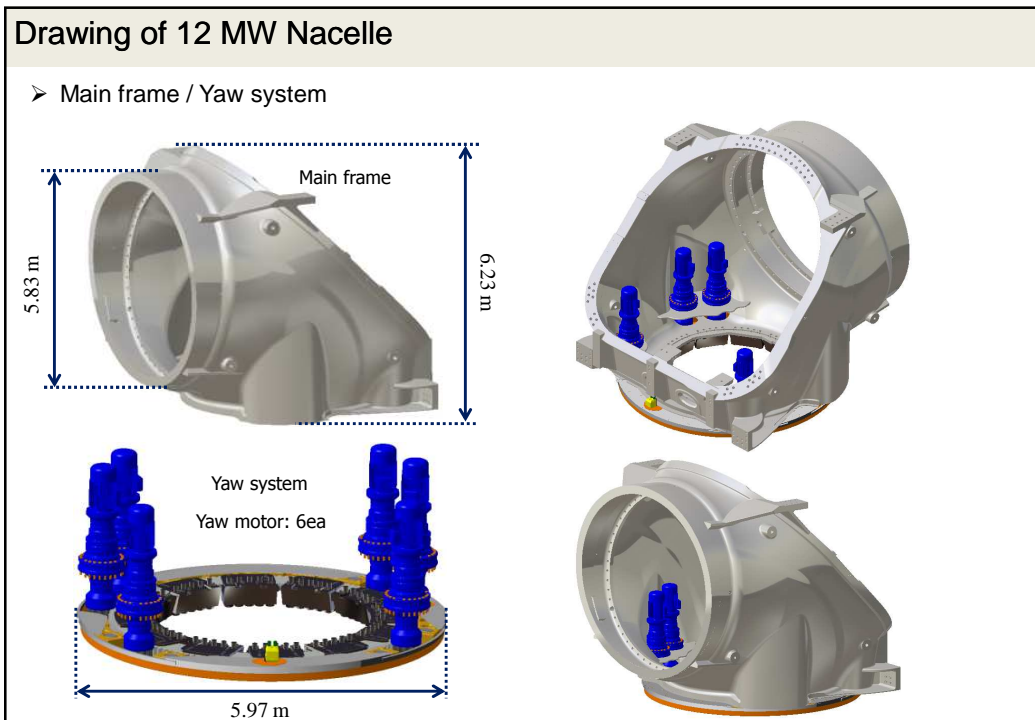 Drawing of 12 MW Nacelle
➢ Main frame / Yaw system
Main frame
5.83 m
6.23 m
Yaw system
Yaw motor: 6ea
5.97 m